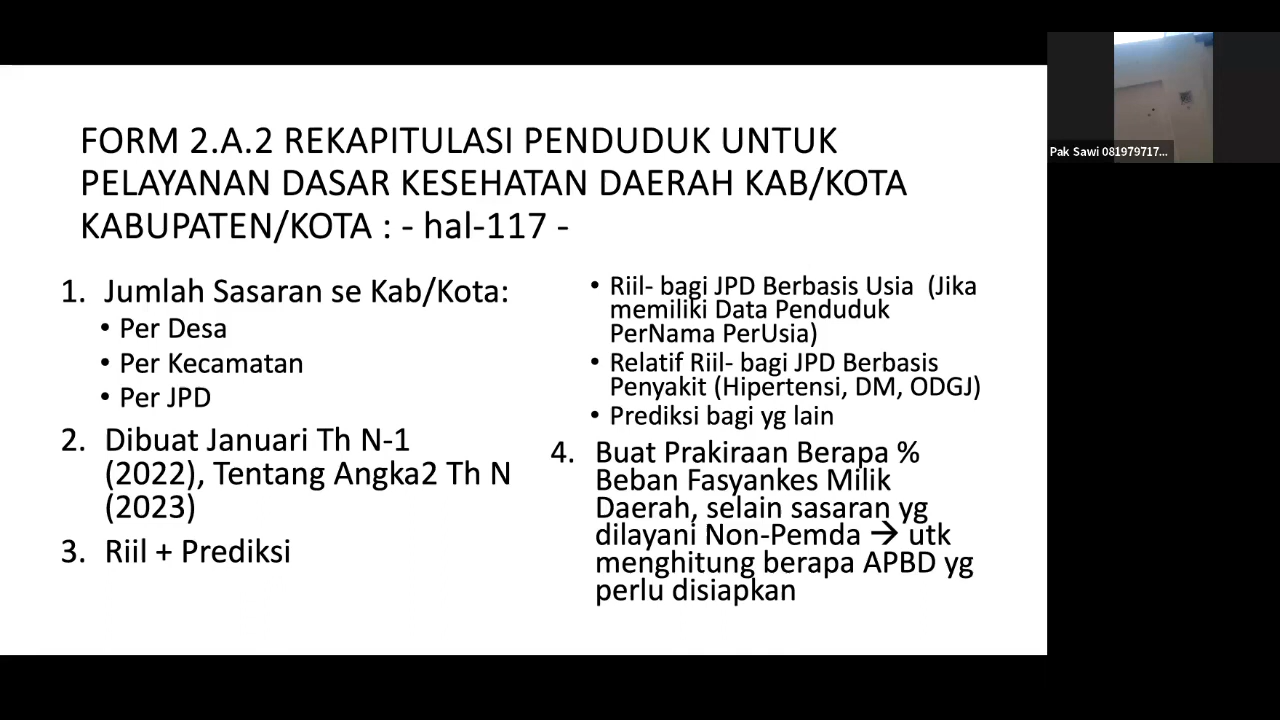 FORM 2.A.2 REKAPITULASI PENDUDUK UNTUK
PELAYANAN DASAR KESEHATAN DAERAH KAB/KOTA
KABUPATEN/KOTA : - hal-117 -
1. Jumlah Sasaran se Kab/Kota:
• Per Desa
• Per Kecamatan
• Per JPD
2. Dibuat Januari Th N-1
(2022), Tentang Angka2 Th N
(2023)
3. Riil + Prediksi
• Riil- bagi JPD Berbasis Usia (Jika
memiliki Data Penduduk
PerNama PerUsia)
• Relatif Riil- bagi JPD Berbasis
Penyakit (Hipertensi, DM, ODGJ)
• Prediksi bagi yg lain
4. Buat Prakiraan Berapa %
Beban Fasyankes Milik
Daerah, selain sasaran yg
dilayani Non-Pemda → utk
menghitung berapa APBD yg
perlu disiapkan
Pak Sawi 081979717...